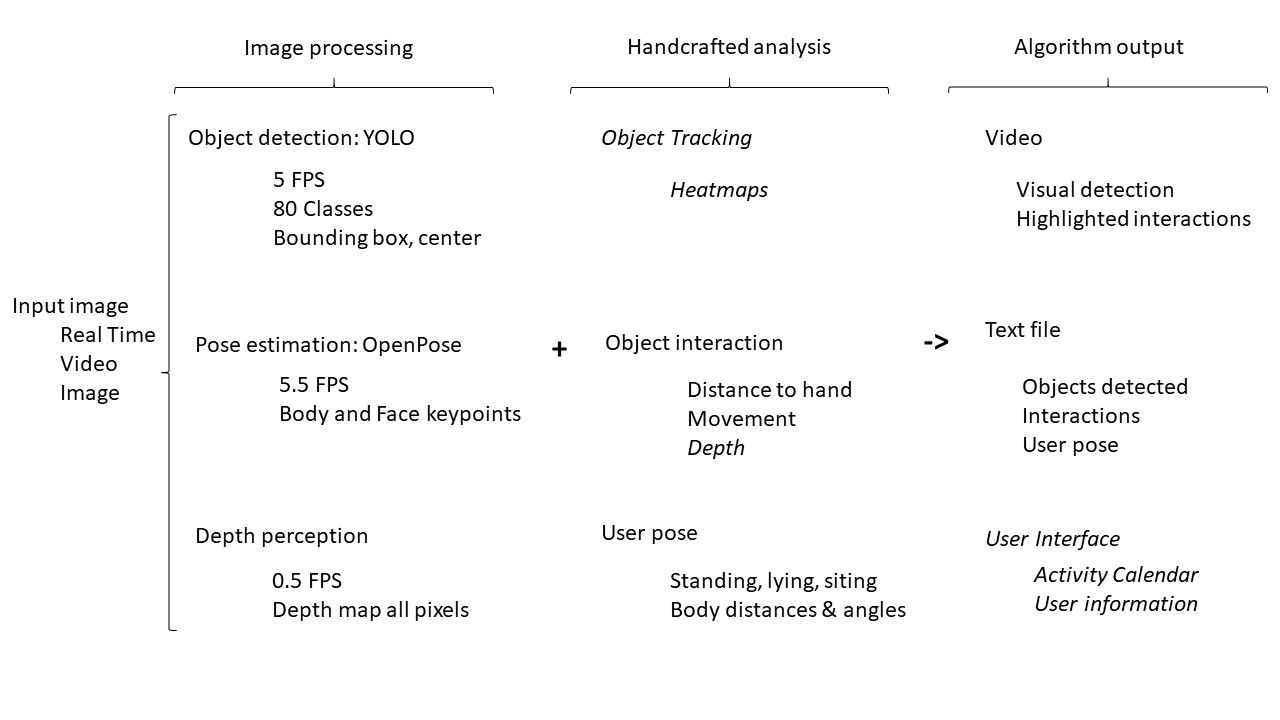 Image processing
Handcrafted analysis
Algorithm output
Input image
Real Time
Video
Image
Object detection: YOLO
5 FPS
80 Classes
Bounding box, center
Pose estimation: OpenPose
5.5 FPS
Body and Face keypoints
Depth perception
0.5 FPS
Depth map all pixels
+
Object Tracking
Heatmaps
Object interaction
Distance to hand
Movement
Depth
User pose
Standing, lying, siting
Body distances & angles
->
Video
Visual detection
Highlighted interactions
Text file
Objects detected
Interactions
User pose
User Interface
Activity Calendar
User information